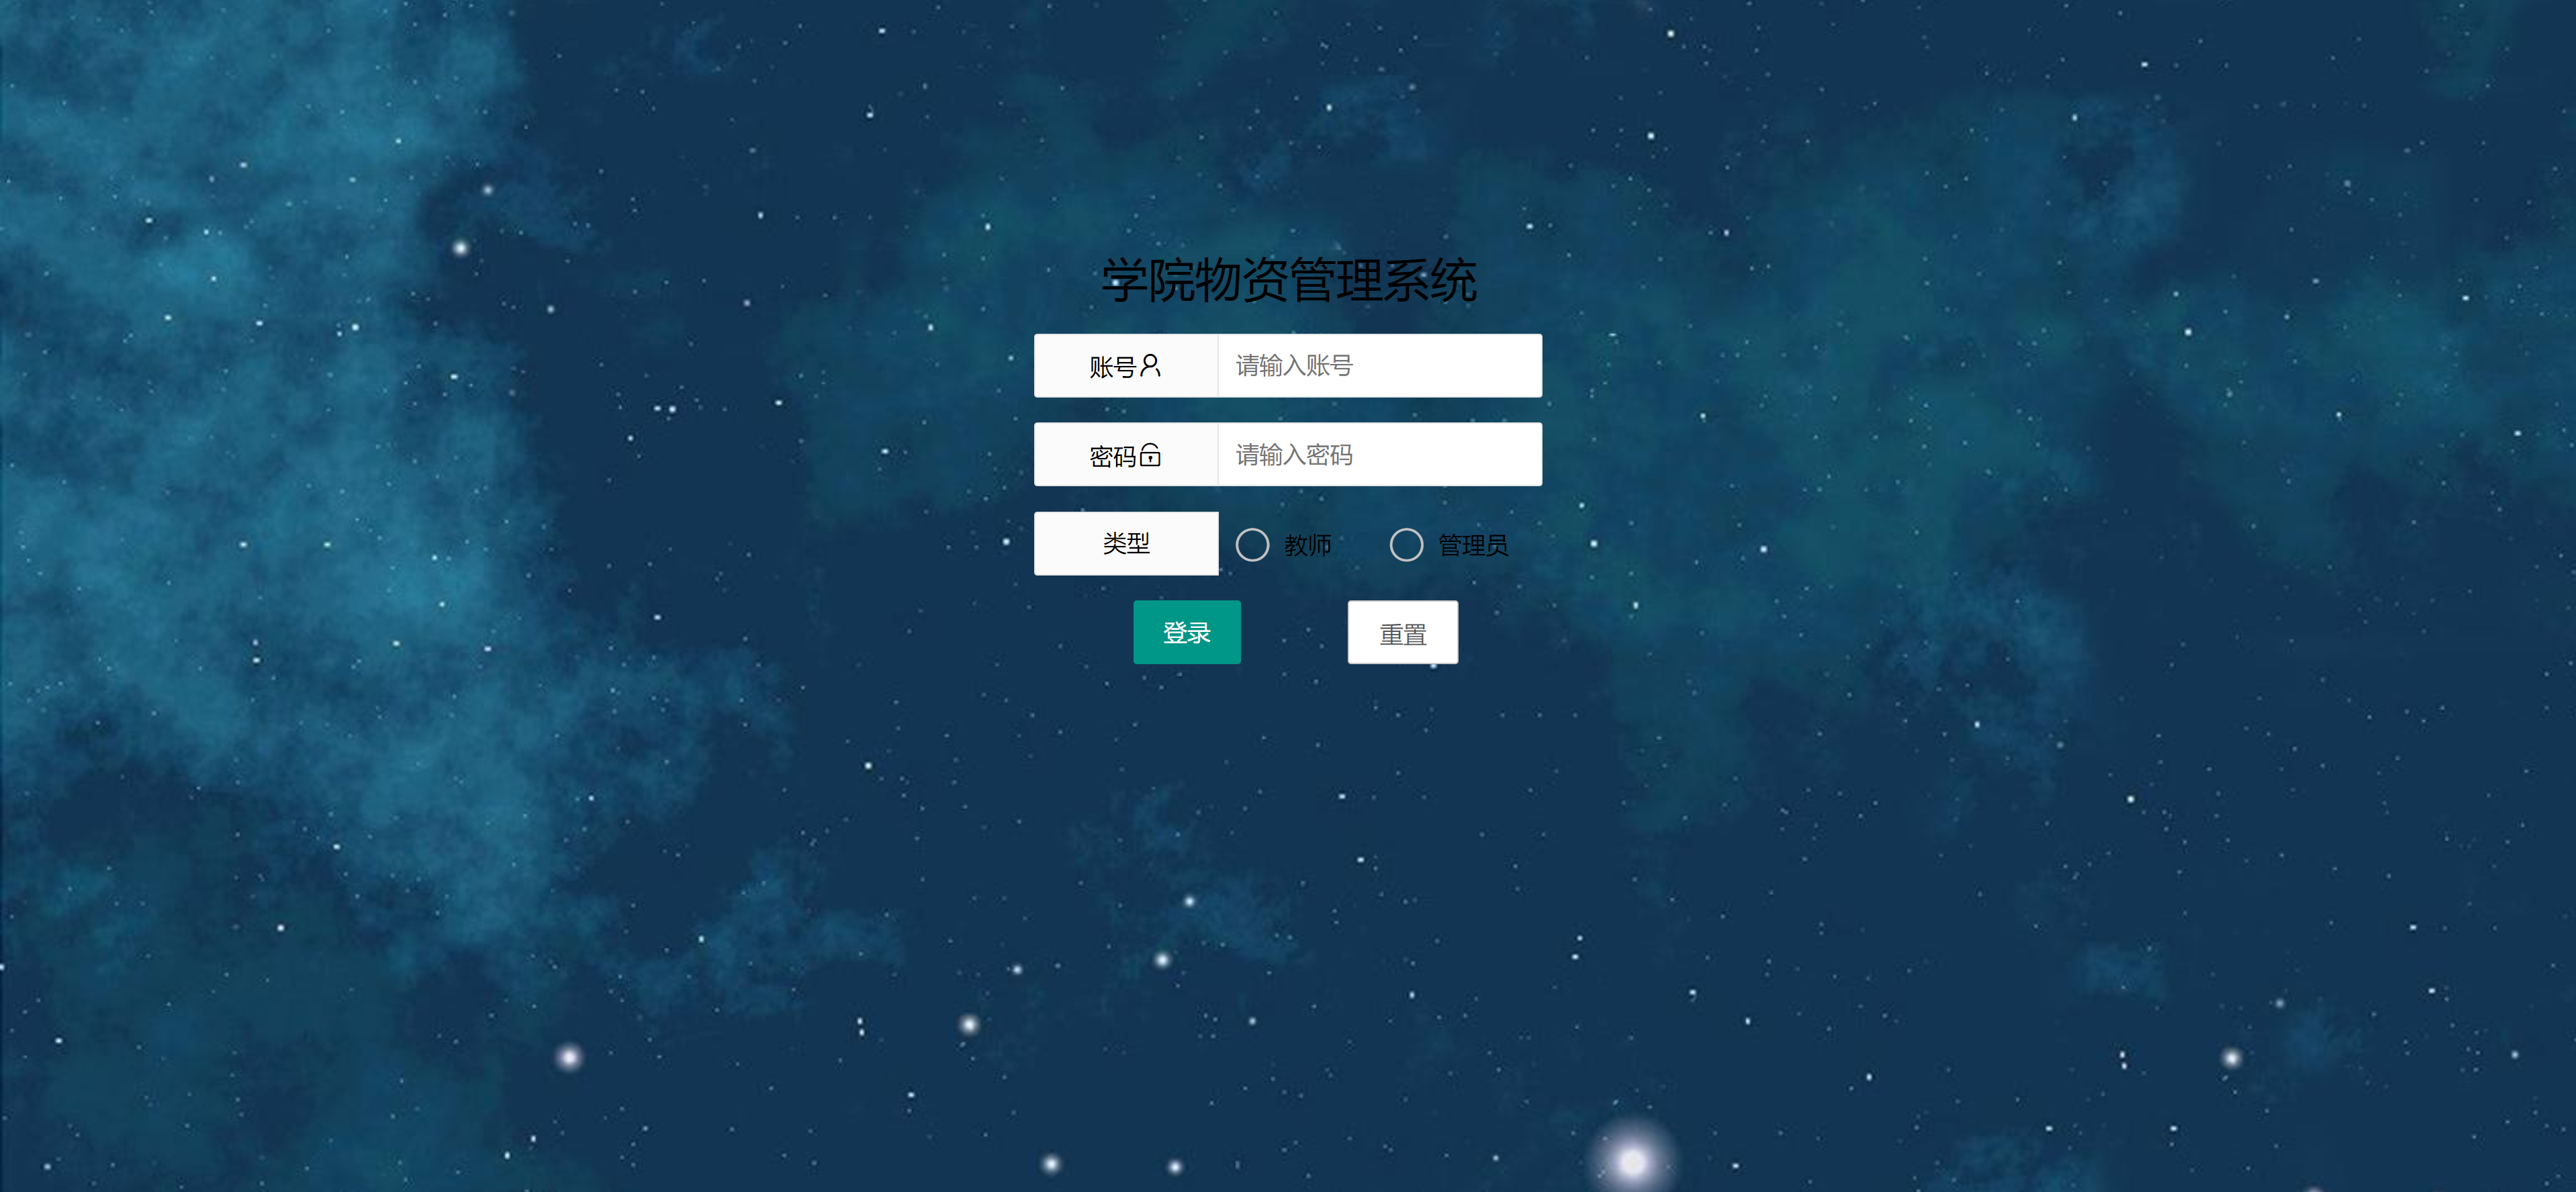 学院物资管理系统
账号 请输入账号
密码 请输入密码
类型 教师 管理员
登录 重置